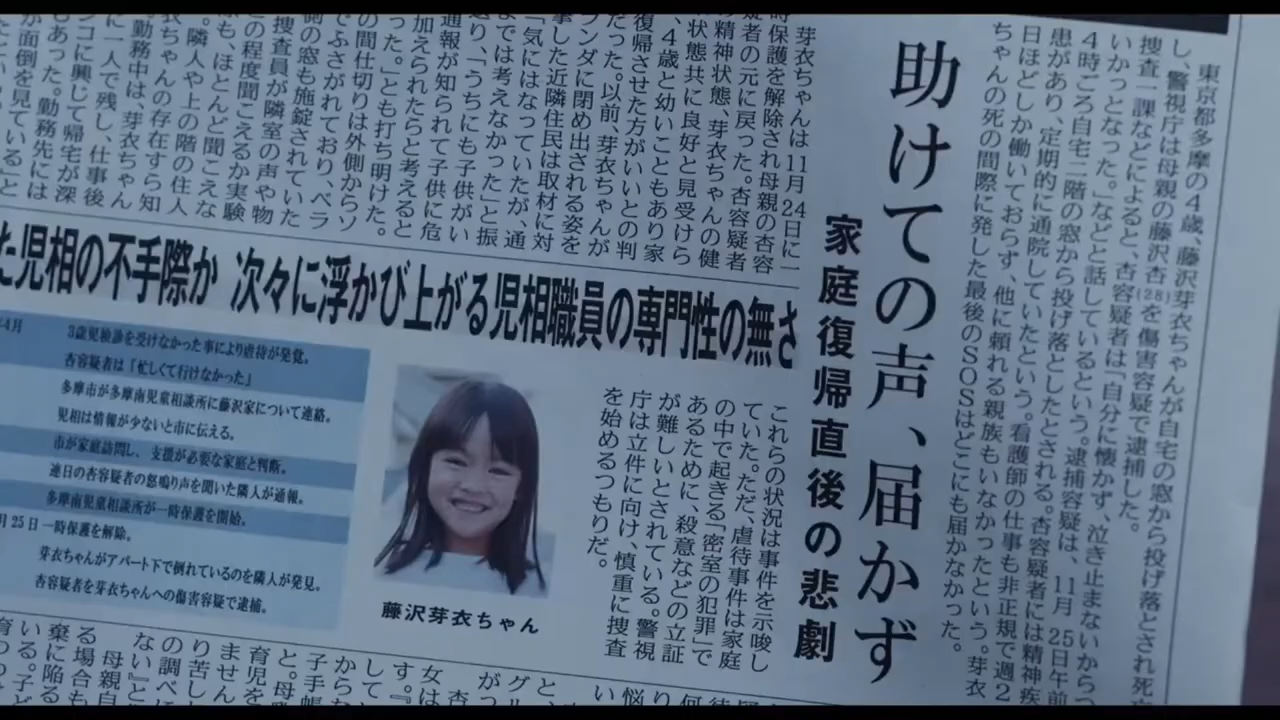 助けての声、届かず
家庭復帰直後の悲劇
東京都多摩の4歳、藤沢芽衣ちゃんが自宅の窓から投げ落とされ死亡
し、警視庁は母親の藤沢杏(28)を傷害容疑で逮捕した。
捜査一課などによると、杏容疑者は「自分に懐かず、泣き止まないからつ
いかっとなった。」などと話しているという。逮捕容疑は、11月25日午前
4時ごろ自宅二階の窓から投げ落としたとされる。杏容疑者には精神疾
患があり、定期的に通院していたという。看護師の仕事も非正規で週2
日ほどしか働いておらず、他に頼れる親族もいなかったという。芽衣
ちゃんの死の間際に発した最後のSOSはどこにも届かなかった。
芽衣ちゃんは11月24日に一
時保護を解除され母親の杏容
疑者の元に戻った。杏容疑者
の精神状態、芽衣ちゃんの健
状態共に良好と見受けら
、4歳と幼いこともあり家
復帰させた方がいいとの判
だった。以前、芽衣ちゃんが
ンダに閉め出される姿を
撃した近隣住民は取材に対
「気にはなっていたが、通
までは考えなかった」と振
返り、「うちにも子供がい
通報が知られて子供に危
加えられたらと考えると
った。」とも打ち明けた。
の間仕切りは外側からソ
でふさがれており、ベラ
側の窓も施錠されていた
捜査員が隣室の声や物
の程度聞こえるか実験
も、ほとんど聞こえな
。隣人や上の階の住人
衣ちゃんの存在すら知
勤務中は、芽衣ちゃん
に一人で残し、仕事後
コに興じて帰宅が深
もあった。勤務先には
が面倒を見ている」と
た児相の不手際か 次々に浮かび上がる児相職員の専門性の無さ
これらの状況は事件を示唆し
ていた。ただ、虐待事件は家庭
の中で起きる「密室の犯罪」で
あるために、殺意などの立証
が難しいとされている。警視
庁は立件に向け、慎重に捜査
を始めるつもりだ。
藤沢芽衣ちゃん
年4月 3歳児検診を受けなかった事により虐待が発覚。
杏容疑者は「忙しくて行けなかった」
多摩市が多摩南児童相談所に藤沢家について連絡。
児相は情報が少ないと市に伝える。
市が家庭訪問し、支援が必要な家庭と判断。
連日の杏容疑者の怒鳴り声を聞いた隣人が通報。
多摩南児童相談所が一時保護を開始。
月25日 一時保護を解除。
芽衣ちゃんがアパート下で倒れているのを隣人が発見。
杏容疑者を芽衣ちゃんへの傷害容疑で逮捕。
い悩
と、
がっ
杏
女は
す。『
して
からな
子手帳
と。母
育児を
ません
り苦し
の調べ
ない』と
母親自
る場合も
棄に陥る
いる。子ど